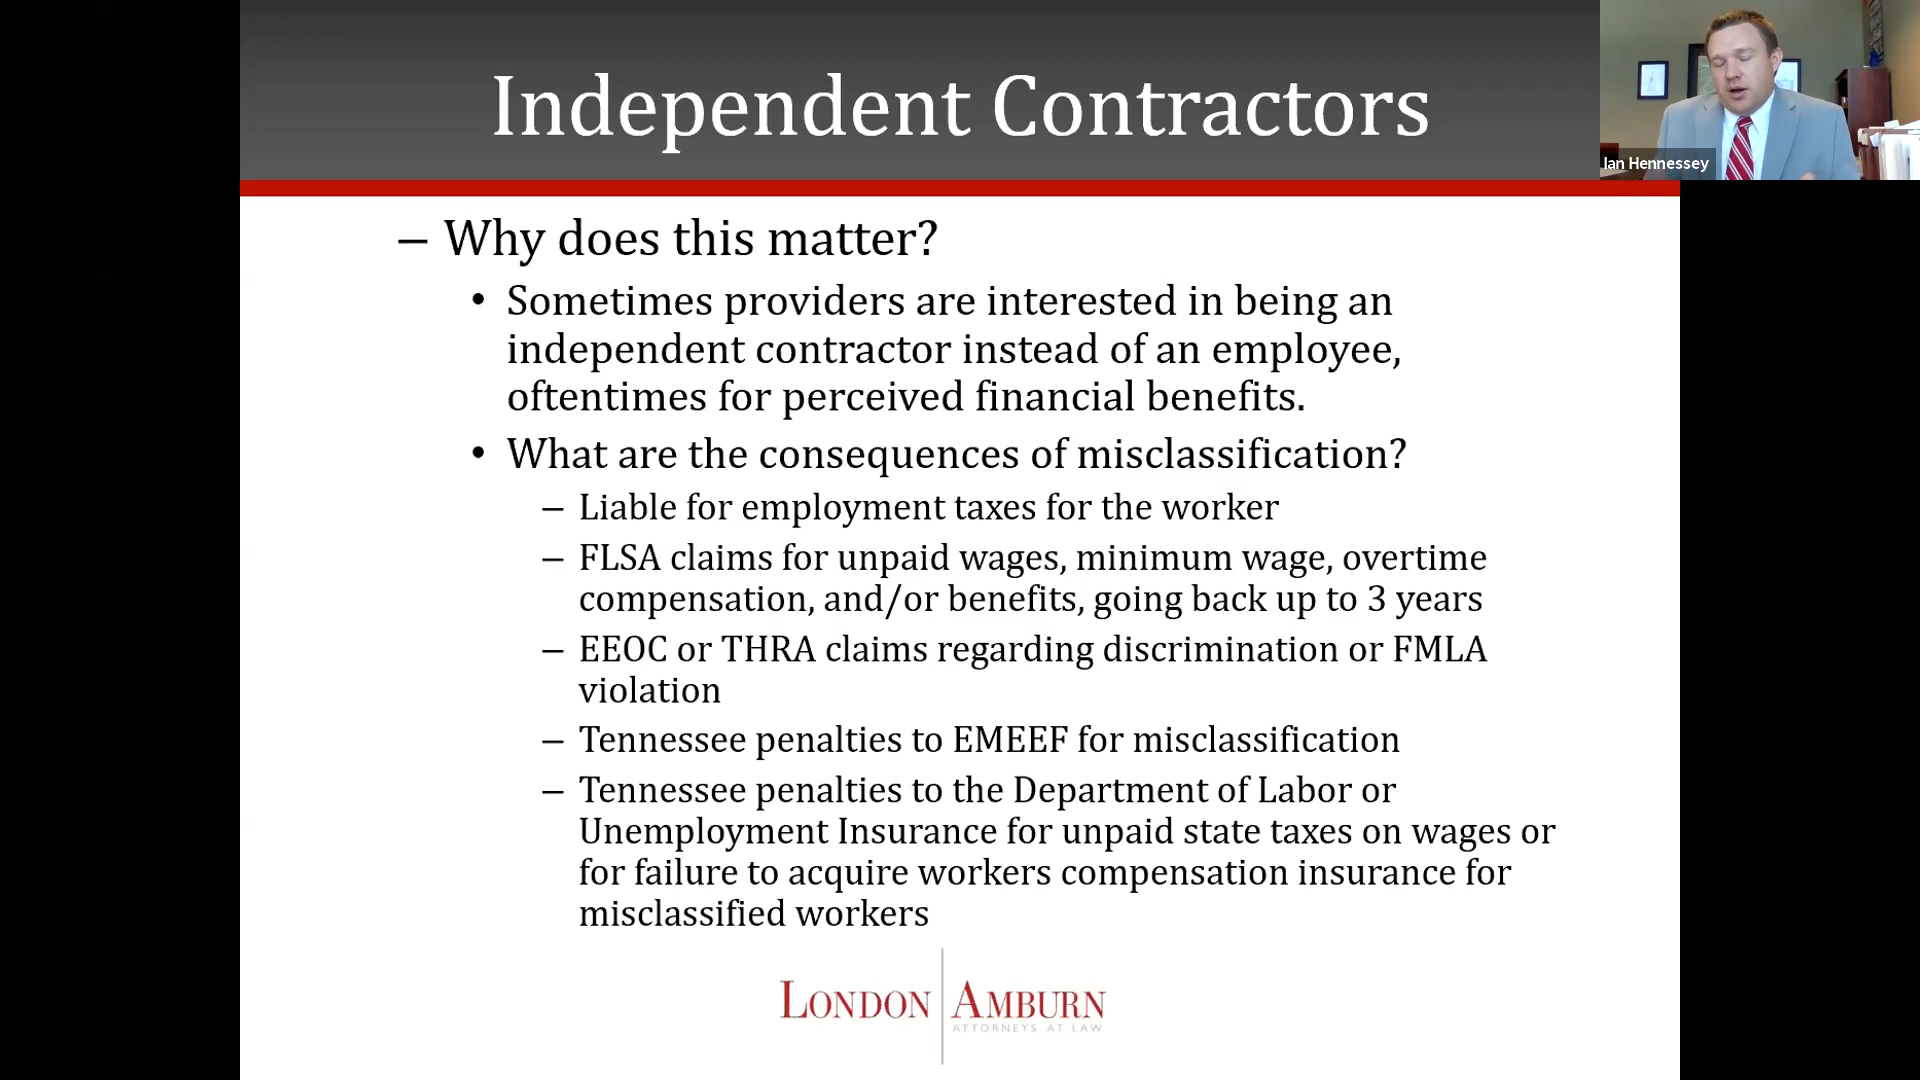 Independent Contractors
Ian Hennessey
– Why does this matter?
• Sometimes providers are interested in being an
independent contractor instead of an employee,
oftentimes for perceived financial benefits.
• What are the consequences of misclassification?
– Liable for employment taxes for the worker
– FLSA claims for unpaid wages, minimum wage, overtime
compensation, and/or benefits, going back up to 3 years
– EEOC or THRA claims regarding discrimination or FMLA
violation
– Tennessee penalties to EMEEF for misclassification
– Tennessee penalties to the Department of Labor or
Unemployment Insurance for unpaid state taxes on wages or
for failure to acquire workers compensation insurance for
misclassified workers
LONDON AMBURN
ATTORNEYS AT LAW